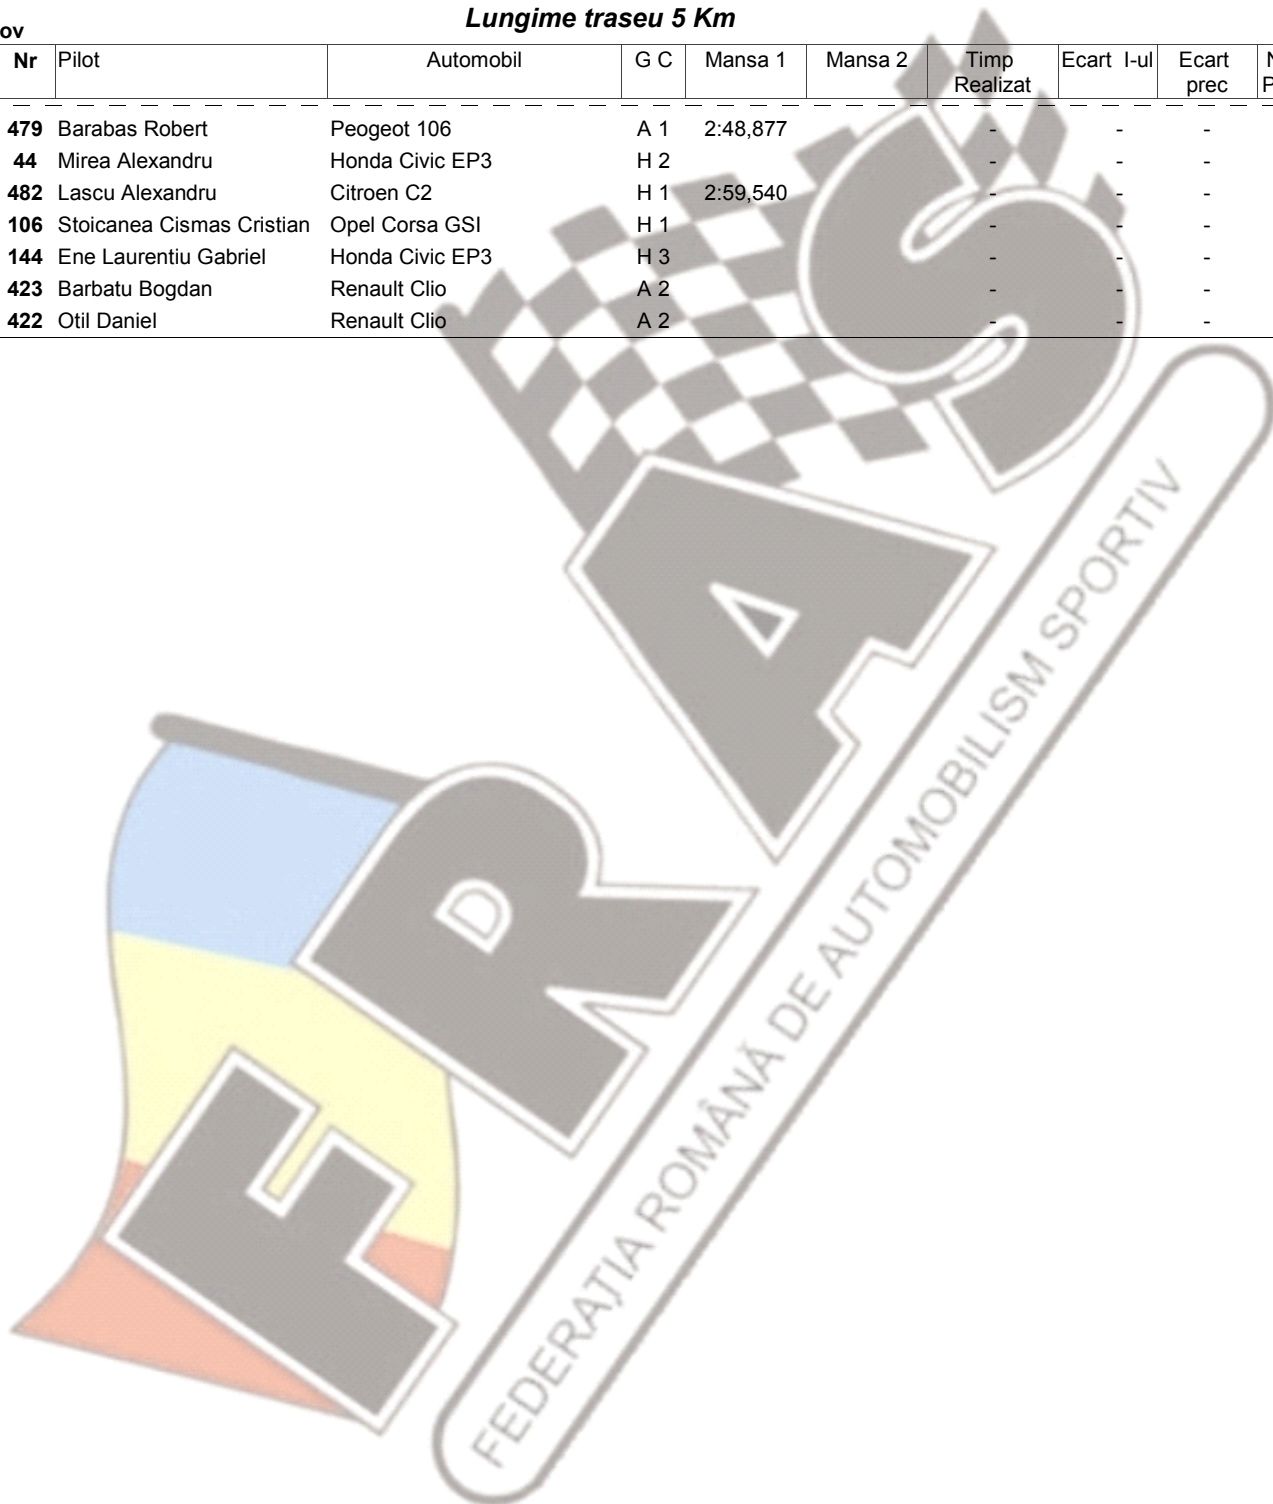 Lungime traseu 5 Km
ov
Nr Pilot Automobil G C Mansa 1 Mansa 2 Timp Realizat Ecart I-ul Ecart prec N P
479 Barabas Robert Peogeot 106 A 1 2:48,877 - - -
44 Mirea Alexandru Honda Civic EP3 H 2 - - -
482 Lascu Alexandru Citroen C2 H 1 2:59,540 - - -
106 Stoicanea Cismas Cristian Opel Corsa GSI H 1 - - -
144 Ene Laurentiu Gabriel Honda Civic EP3 H 3 - - -
423 Barbatu Bogdan Renault Clio A 2 - - -
422 Otil Daniel Renault Clio A 2 - - -
FRAS
FEDERAȚIA ROMÂNĂ DE AUTOMOBILISM SPORTIV